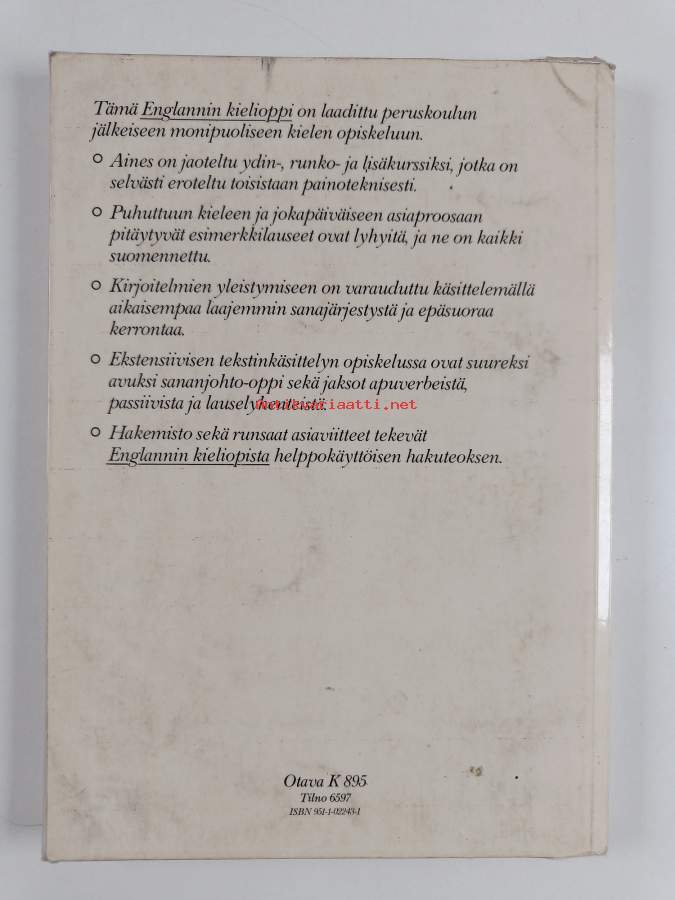 Tämä Englannin kielioppi on laadittu peruskoulun
jälkeiseen monipuoliseen kielen opiskeluun.
Aines on jaoteltu ydin-, runko- ja lisäkurssiksi, jotka on
selvästi eroteltu toisistaan painoteknisesti.
Puhuttuun kieleen ja jokapäiväiseen asiaproosaan
pitäytyvät esimerkkilauseet ovat lyhyitä, ja ne on kaikki
suomennettu.
Kirjoitelmien yleistymiseen on varauduttu käsittelemällä
aikaisempaa laajemmin sanajärjestystä ja epäsuoraa
kerrontaa.
Ekstensiivisen tekstinkäsittelyn opiskelussa ovat suureksi
avuksi sananjohto-oppi sekä jaksot apuverbeistä,
passiivista ja lauselyhenteistä.
Hakemisto sekä runsaat asiaviitteet tekevät
Englannin kieliopista helppokäyttöisen hakuteoksen.
Otava K 895
Tilno 6597
ISBN 951-1-02243-1